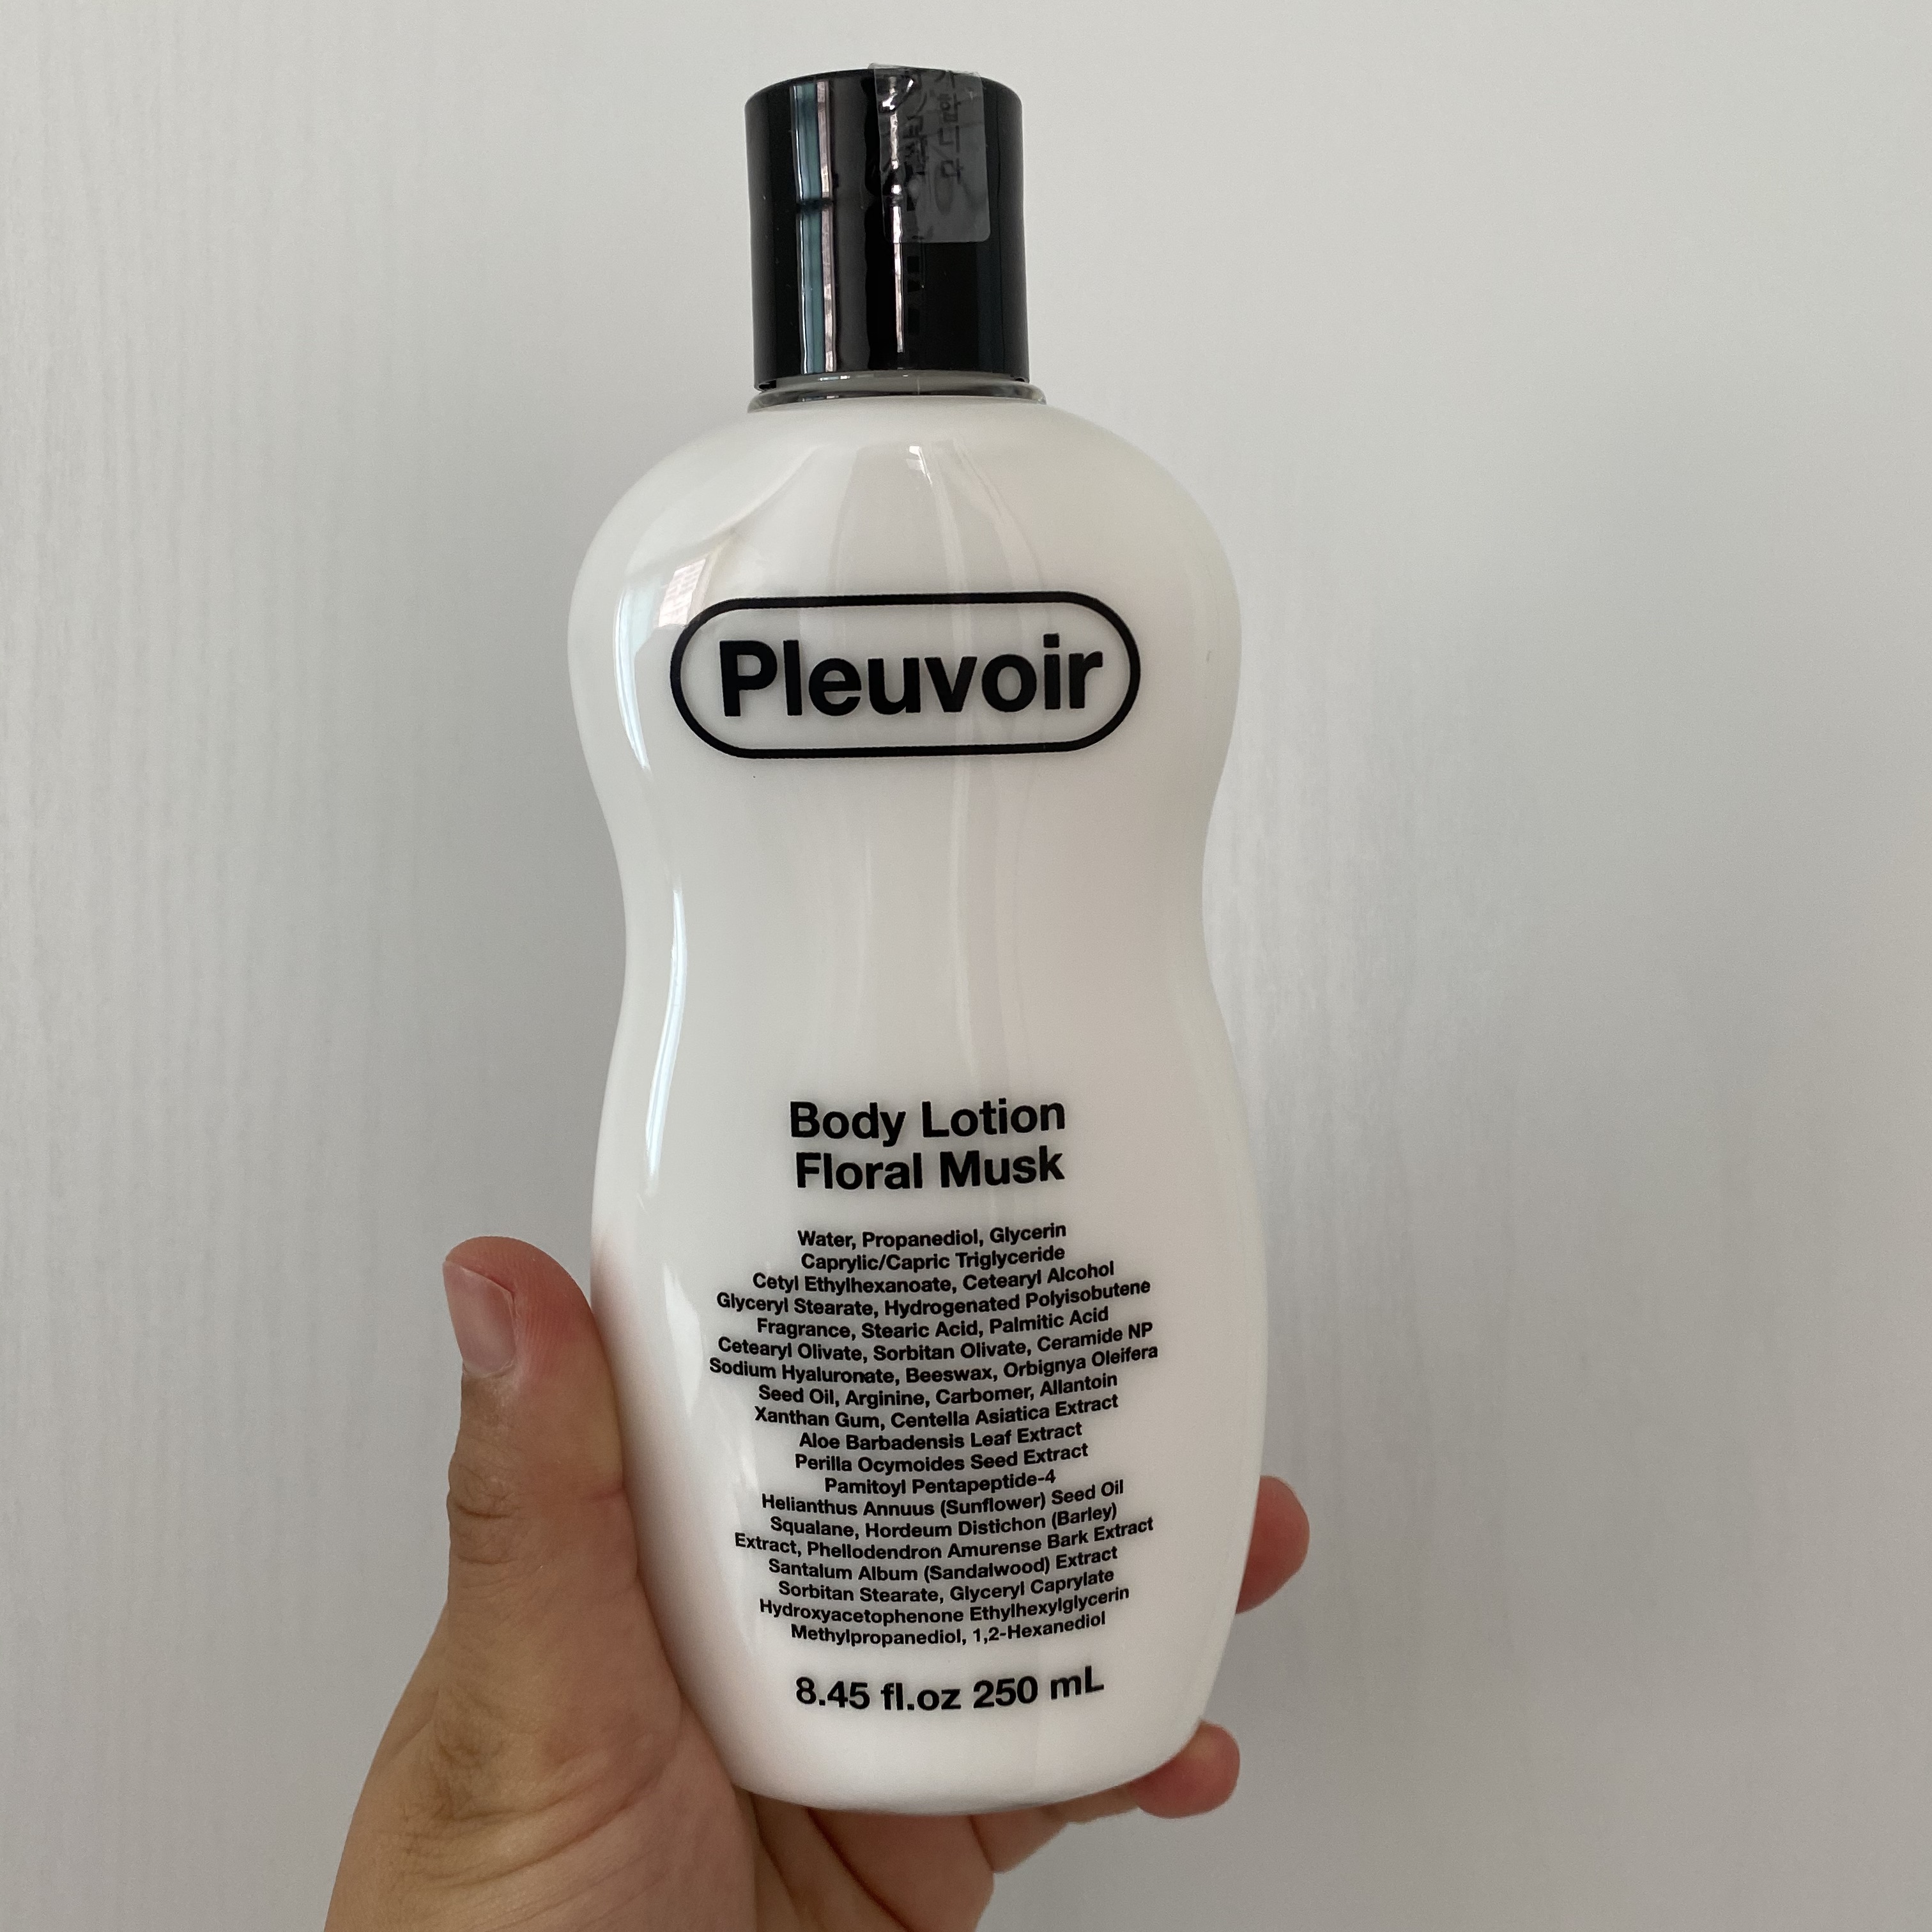 Pleuvoir
Body Lotion
Floral Musk
Water, Propanediol, Glycerin
Caprylic/Capric Triglyceride
Cetyl Ethylhexanoate, Cetearyl Alcohol
Glyceryl Stearate, Hydrogenated Polyisobutene
Fragrance, Stearic Acid, Palmitic Acid
Cetearyl Olivate, Sorbitan Olivate, Ceramide NP
Sodium Hyaluronate, Beeswax, Orbignya Oleifera
Seed Oil, Arginine, Carbomer, Allantoin
Xanthan Gum, Centella Asiatica Extract
Aloe Barbadensis Leaf Extract
Perilla Ocymoides Seed Extract
Pamitoyl Pentapeptide-4
Helianthus Annuus (Sunflower) Seed Oil
Squalane, Hordeum Distichon (Barley)
Extract, Phellodendron Amurense Bark Extract
Santalum Album (Sandalwood) Extract
Sorbitan Stearate, Glyceryl Caprylate
Hydroxyacetophenone Ethylhexylglycerin
Methylpropanediol, 1,2-Hexanediol
8.45 fl.oz 250 mL